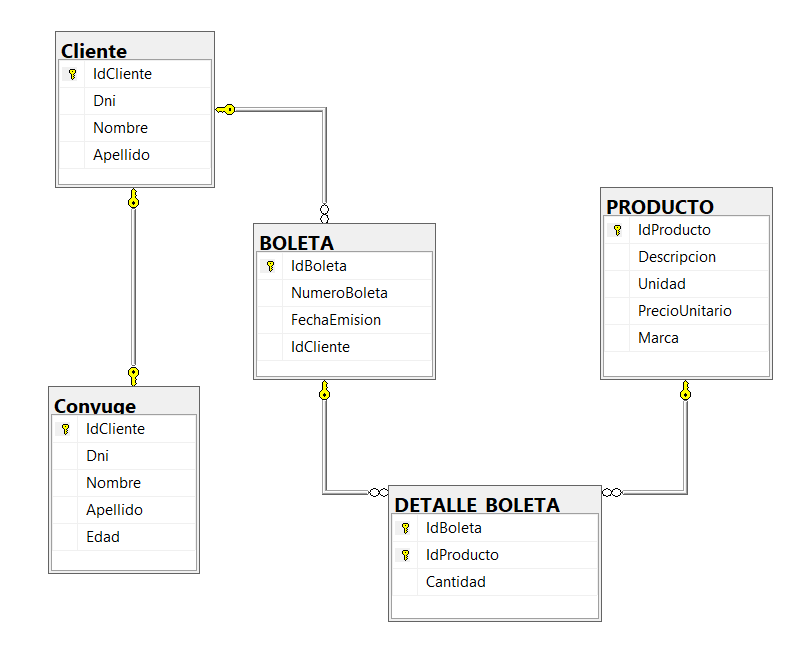 Cliente
IdCliente
Dni
Nombre
Apellido
BOLETA
IdBoleta
NumeroBoleta
FechaEmision
IdCliente
PRODUCTO
IdProducto
Descripcion
Unidad
PrecioUnitario
Marca
Conyuge
IdCliente
Dni
Nombre
Apellido
Edad
DETALLE_BOLETA
IdBoleta
IdProducto
Cantidad